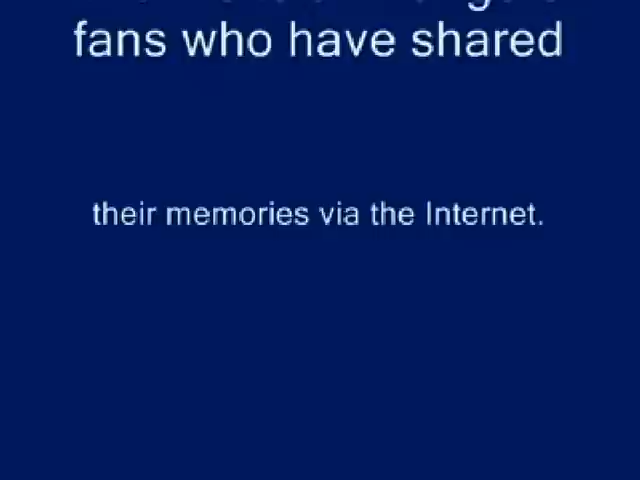 fans who have shared
their memories via the Internet.